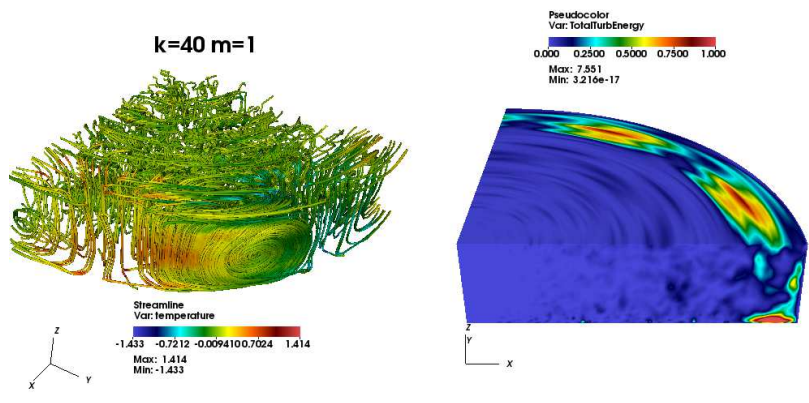 k=40 m=1
Streamline
Var: temperature
-1.433 -0.7212 -0.009410 0.7024 1.414
Max: 1.414
Min: -1.433
Z
X
Y
Pseudocolor
Var: TotalTurbEnergy
0.000 0.2500 0.5000 0.7500 1.000
Max: 7.551
Min: 3.216e-17
Z
Y
X